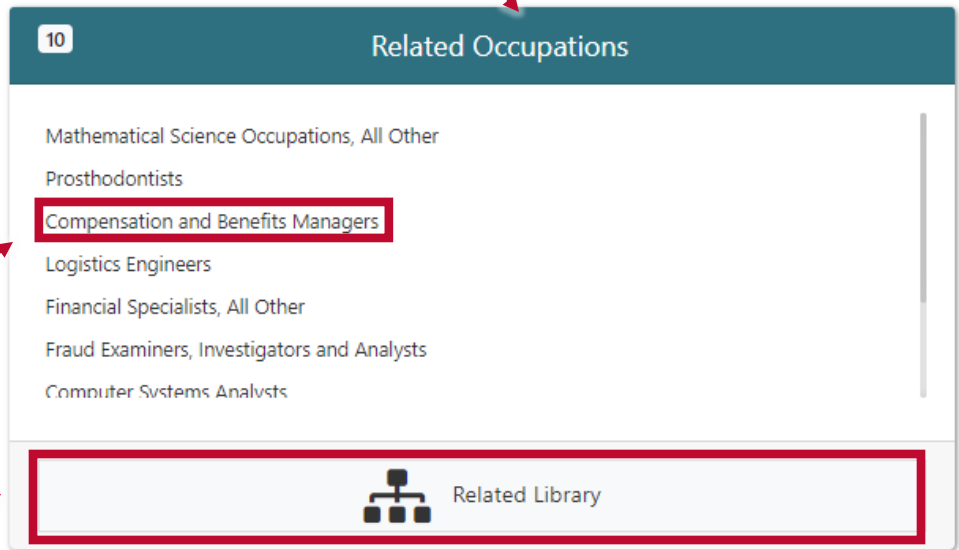 10
Related Occupations
Mathematical Science Occupations, All Other
Prosthodontists
Compensation and Benefits Managers
Logistics Engineers
Financial Specialists, All Other
Fraud Examiners, Investigators and Analysts
Computer Systems Analysts
Related Library